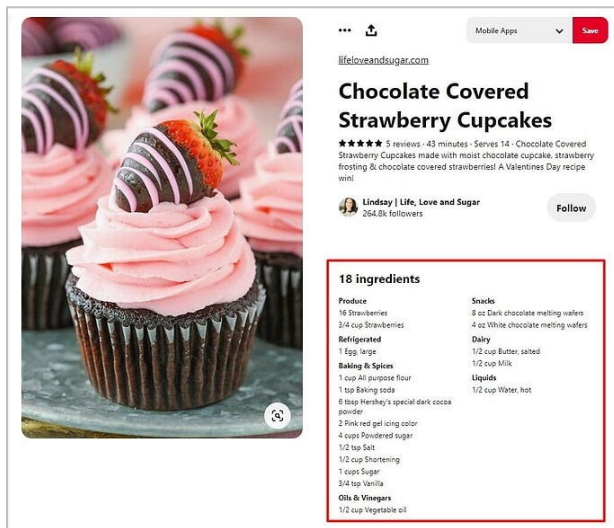 Mobile Apps
Save
lifeloveandsugar.com
Chocolate Covered
Strawberry Cupcakes
★★★★★ 5 reviews · 43 minutes · Serves 14 · Chocolate Covered
Strawberry Cupcakes made with moist chocolate cupcake, strawberry
frosting & chocolate covered strawberries! A Valentines Day recipe
win!
Lindsay | Life, Love and Sugar
264.8k followers
Follow
18 ingredients
Produce
16 Strawberries
3/4 cup Strawberries
Refrigerated
1 Egg, large
Baking & Spices
1 cup All purpose flour
1 tsp Baking soda
6 tbsp Hershey's special dark cocoa
powder
2 Pink red gel icing color
4 cups Powdered sugar
1/2 tsp Salt
1/2 cup Shortening
1 cups Sugar
3/4 tsp Vanilla
Oils & Vinegars
1/2 cup Vegetable oil
Snacks
8 oz Dark chocolate melting wafers
4 oz White chocolate melting wafers
Dairy
1/2 cup Butter, salted
1/2 cup Milk
Liquids
1/2 cup Water, hot